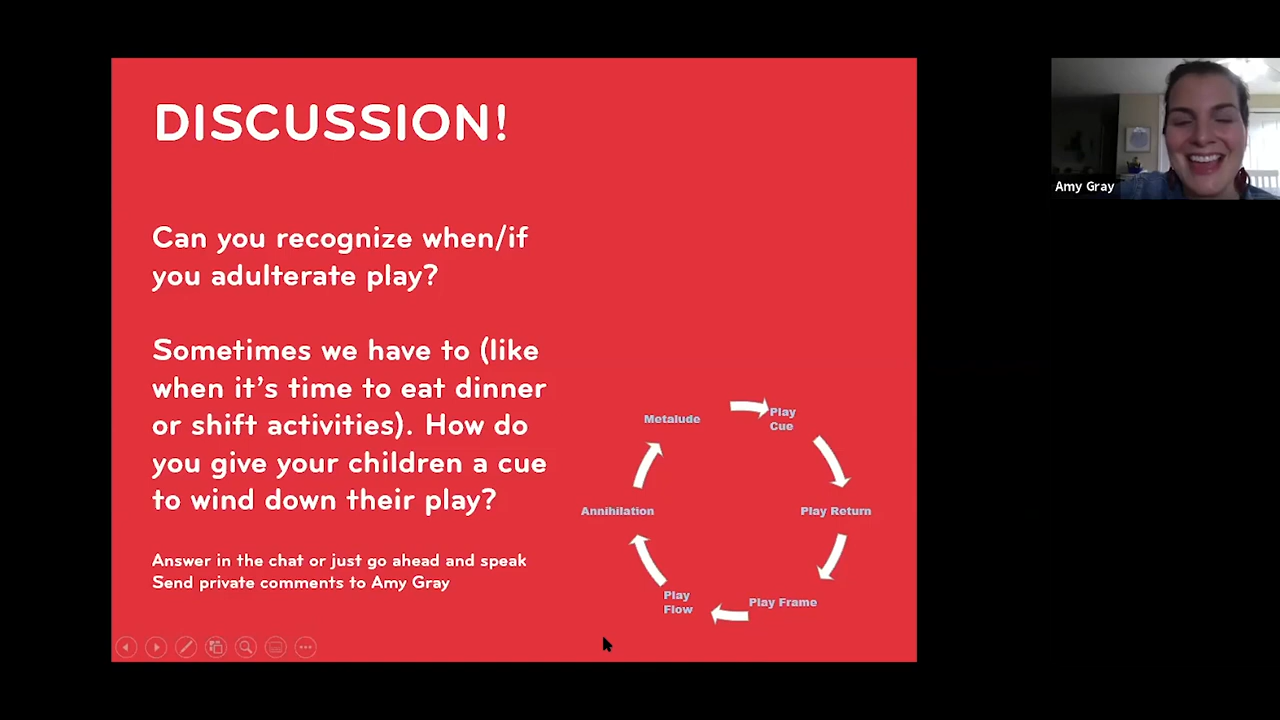 DISCUSSION!
Can you recognize when/if
you adulterate play?
Sometimes we have to (like
when it's time to eat dinner
or shift activities). How do
you give your children a cue
to wind down their play?
Answer in the chat or just go ahead and speak
Send private comments to Amy Gray
Metalude
Play
Cue
Annihilation
Play Return
Play
Flow
Play Frame
Amy Gray